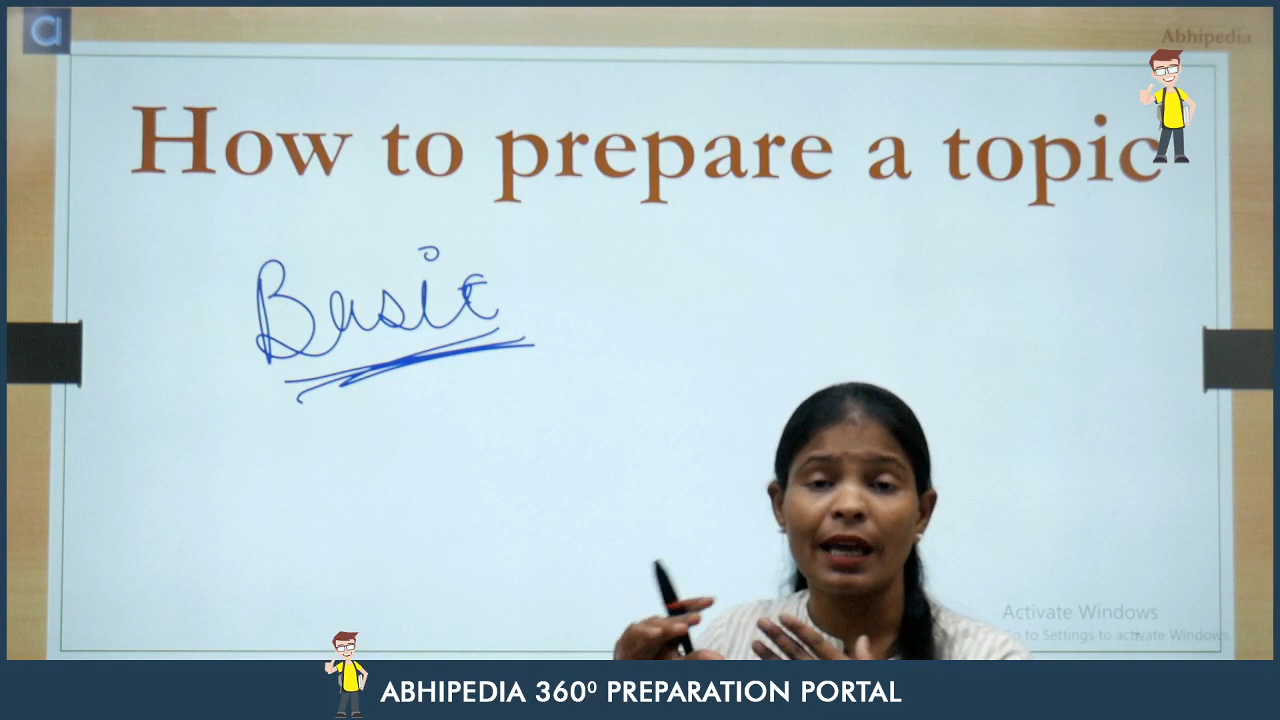 a
Abhipedia
How to prepare a topic
Basic
Activate Windows
Go to Settings to activate Windows.
ABHIPEDIA 360⁰ PREPARATION PORTAL